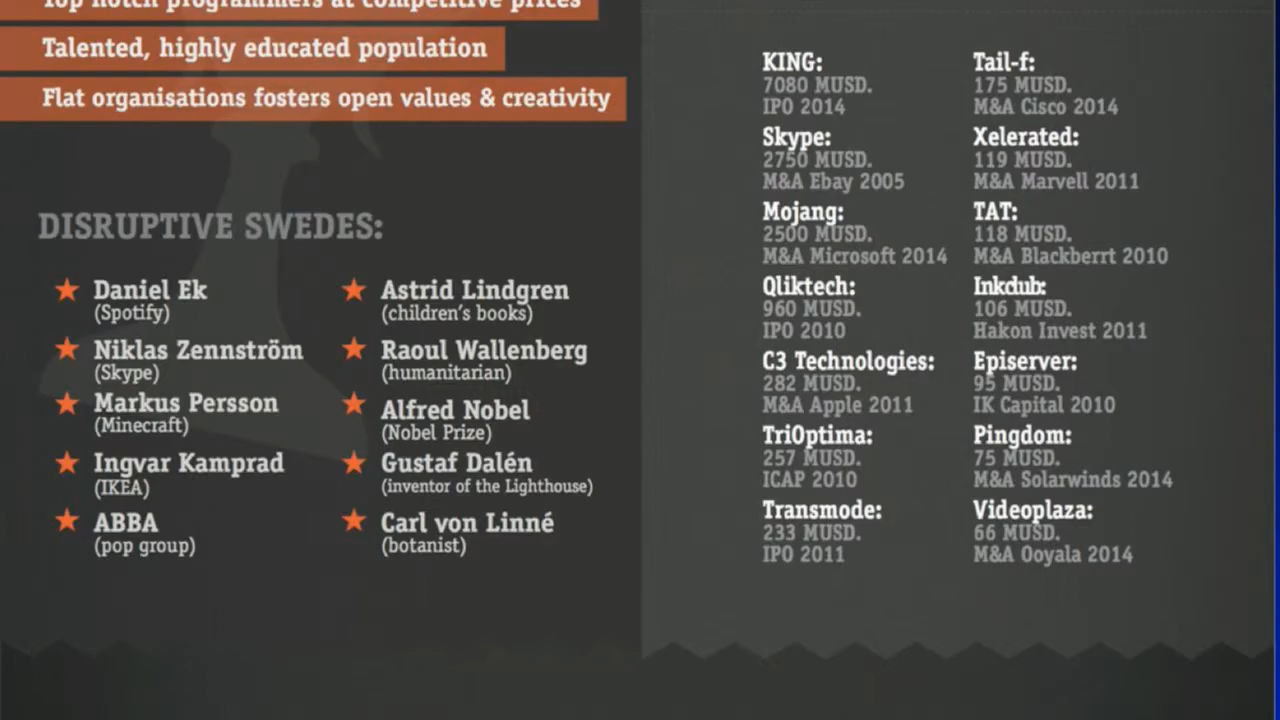 Top notch programmers at competitive prices
Talented, highly educated population
Flat organisations fosters open values & creativity
DISRUPTIVE SWEDES:
Daniel Ek
(Spotify)
Niklas Zennström
(Skype)
Markus Persson
(Minecraft)
Ingvar Kamprad
(IKEA)
ABBA
(pop group)
Astrid Lindgren
(children's books)
Raoul Wallenberg
(humanitarian)
Alfred Nobel
(Nobel Prize)
Gustaf Dalén
(inventor of the Lighthouse)
Carl von Linné
(botanist)
KING:
7080 MUSD.
IPO 2014
Skype:
2750 MUSD.
M&A Ebay 2005
Mojang:
2500 MUSD.
M&A Microsoft 2014
Qliktech:
960 MUSD.
IPO 2010
C3 Technologies:
282 MUSD.
M&A Apple 2011
TriOptima:
257 MUSD.
ICAP 2010
Transmode:
233 MUSD.
IPO 2011
Tail-f:
175 MUSD.
M&A Cisco 2014
Xelerated:
119 MUSD.
M&A Marvell 2011
TAT:
118 MUSD.
M&A Blackberrt 2010
Inkclub:
106 MUSD.
Hakon Invest 2011
Episerver:
95 MUSD.
IK Capital 2010
Pingdom:
75 MUSD.
M&A Solarwinds 2014
Videoplaza:
66 MUSD.
M&A Ooyala 2014